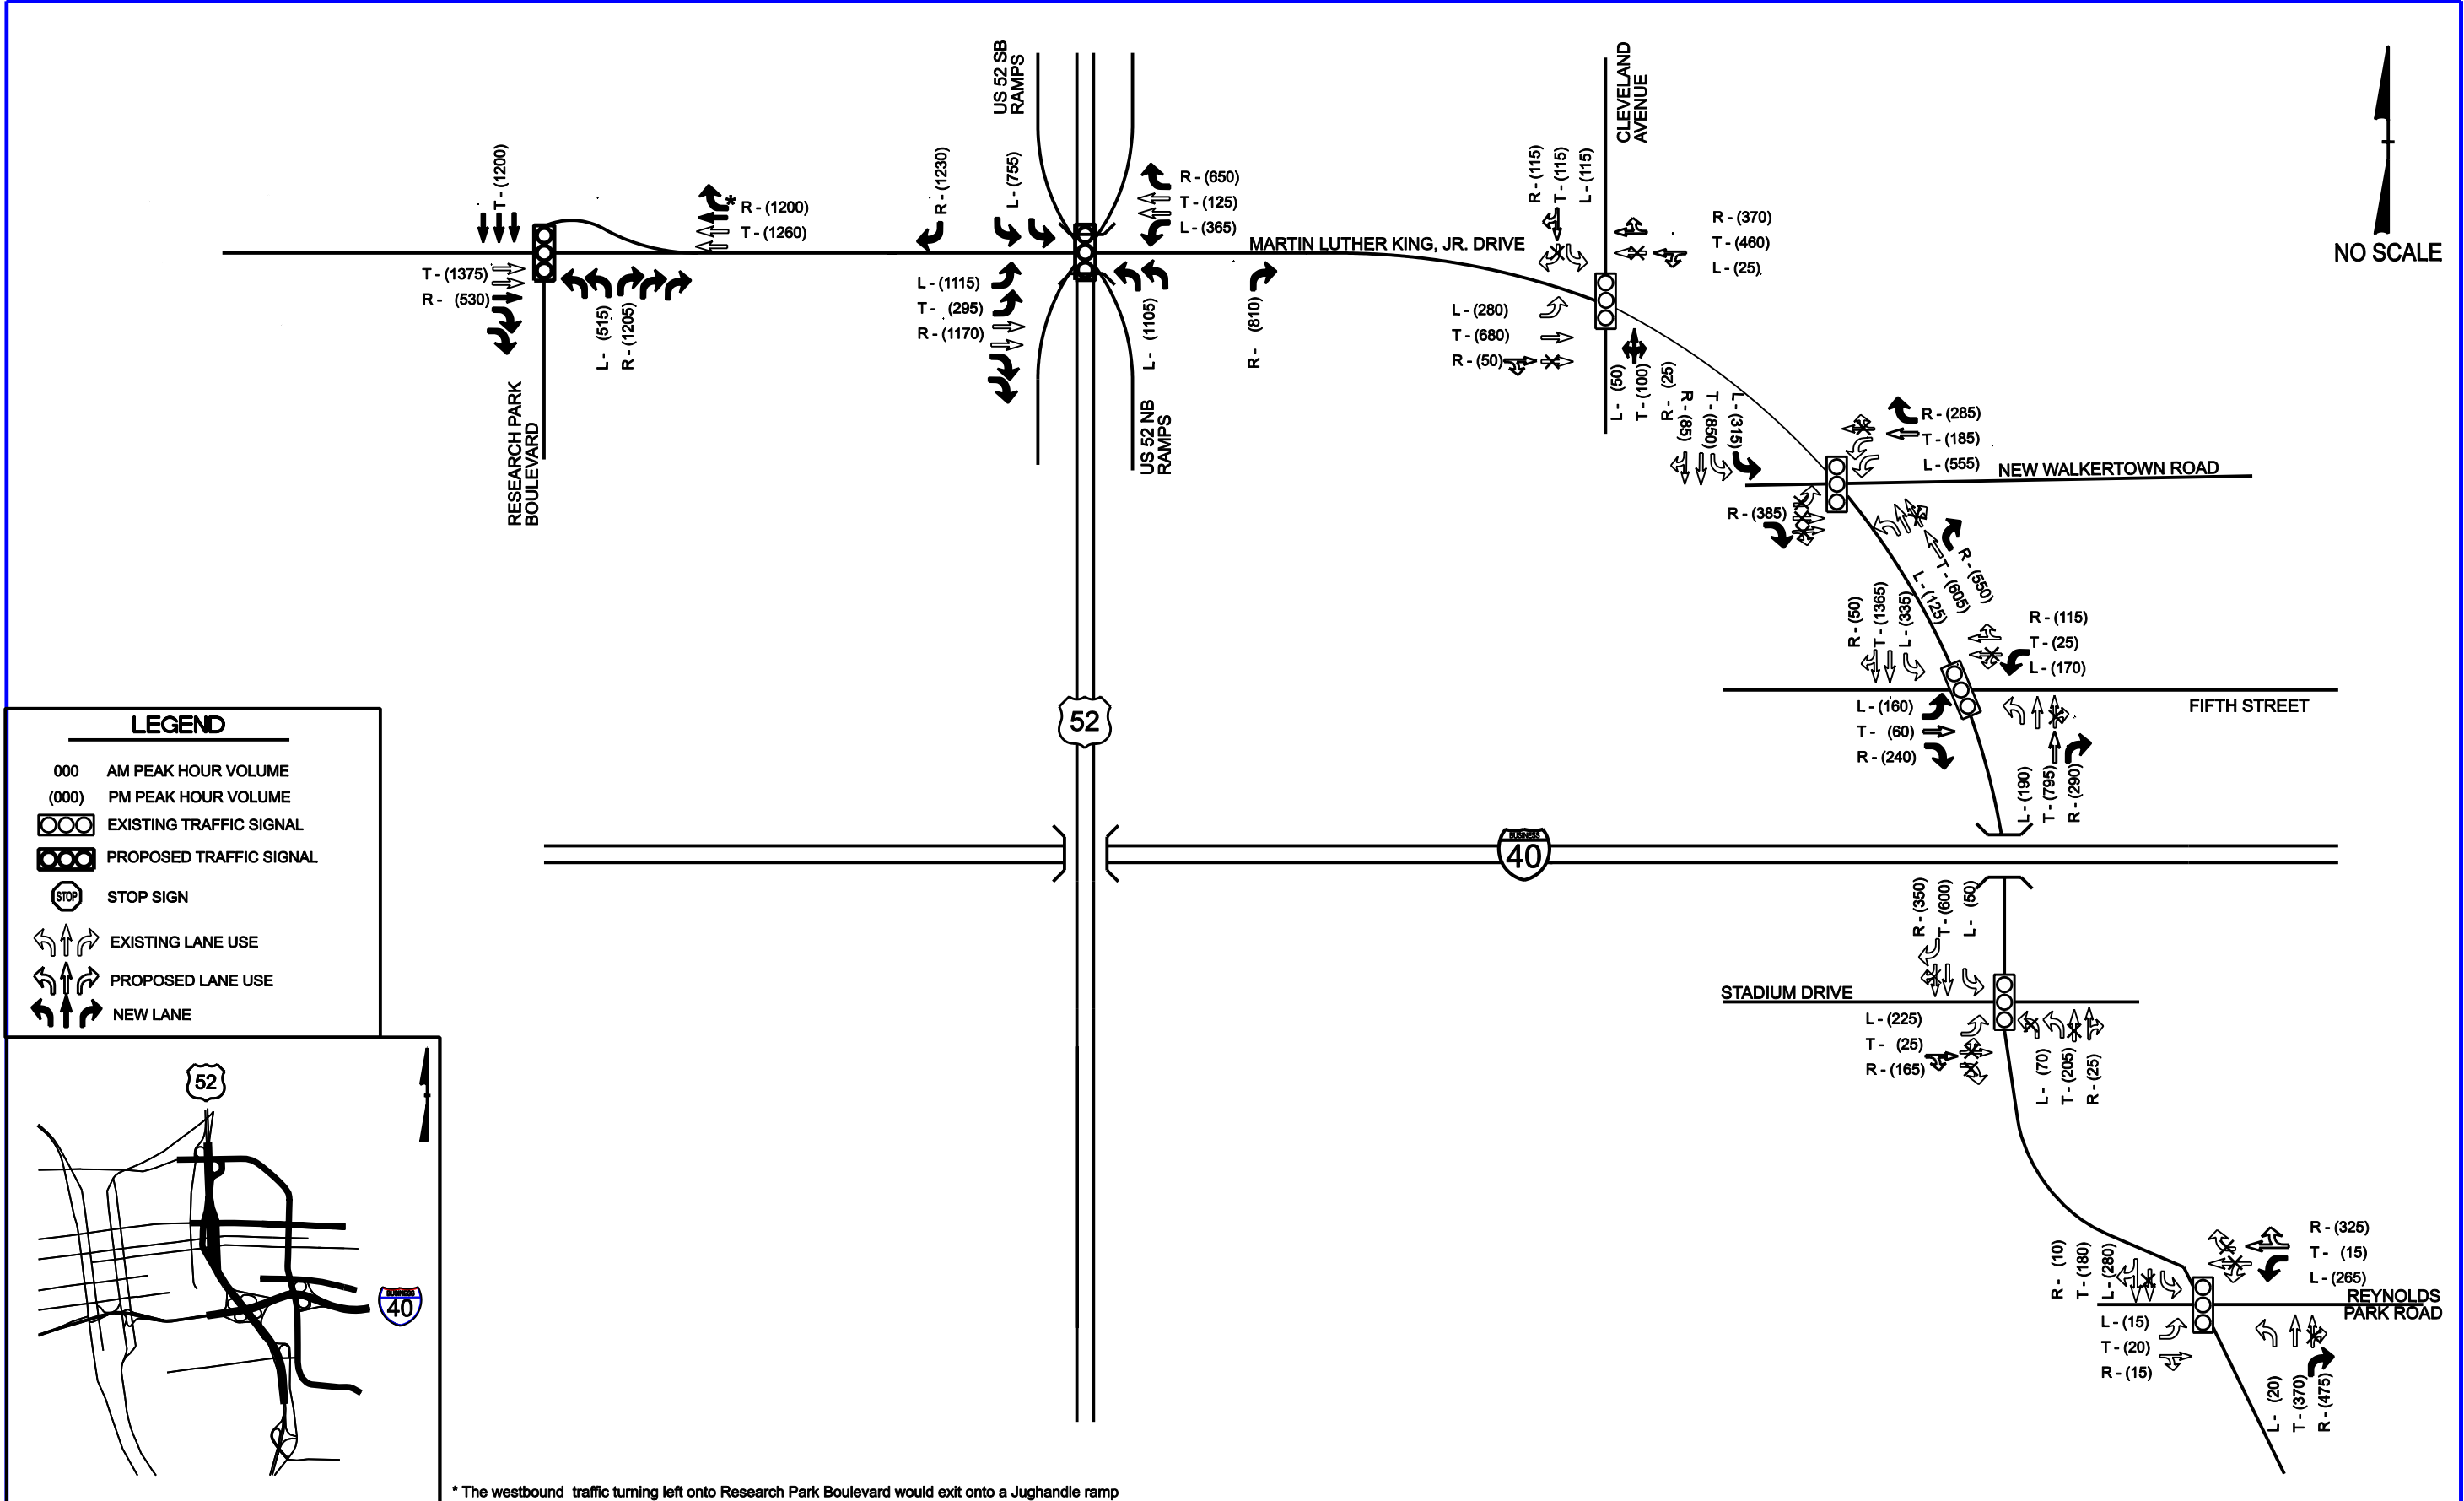 US 52 SB
RAMPS
CLEVELAND
AVENUE
NO SCALE
T - (1200)
* R - (1200)
T - (1260)
T - (1375)
R - (530)
L - (515)
R - (1205)
RESEARCH PARK
BOULEVARD
R - (1230)
L - (755)
R - (650)
T - (125)
L - (365)
L - (1115)
T - (295)
R - (1170)
L - (1105)
R - (810)
US 52 NB
RAMPS
MARTIN LUTHER KING, JR. DRIVE
R - (115)
T - (115)
L - (115)
R - (370)
T - (460)
L - (25)
L - (280)
T - (680)
R - (50)
L - (50)
T - (100)
R - (25)
R - (85)
T - (850)
L - (315)
R - (285)
T - (185)
L - (555)
NEW WALKERTOWN ROAD
R - (385)
L - (125)
T - (605)
R - (550)
R - (50)
T - (1365)
L - (335)
R - (115)
T - (25)
L - (170)
FIFTH STREET
L - (160)
T - (60)
R - (240)
L - (190)
T - (795)
R - (290)
52
BUSINESS
40
R - (350)
T - (600)
L - (50)
STADIUM DRIVE
L - (225)
T - (25)
R - (165)
L - (70)
T - (205)
R - (25)
R - (10)
T - (180)
L - (280)
R - (325)
T - (15)
L - (265)
REYNOLDS
PARK ROAD
L - (15)
T - (20)
R - (15)
L - (20)
T - (370)
R - (475)
LEGEND
000 AM PEAK HOUR VOLUME
(000) PM PEAK HOUR VOLUME
EXISTING TRAFFIC SIGNAL
PROPOSED TRAFFIC SIGNAL
STOP STOP SIGN
EXISTING LANE USE
PROPOSED LANE USE
NEW LANE
52
BUSINESS
40
* The westbound traffic turning left onto Research Park Boulevard would exit onto a Jughandle ramp